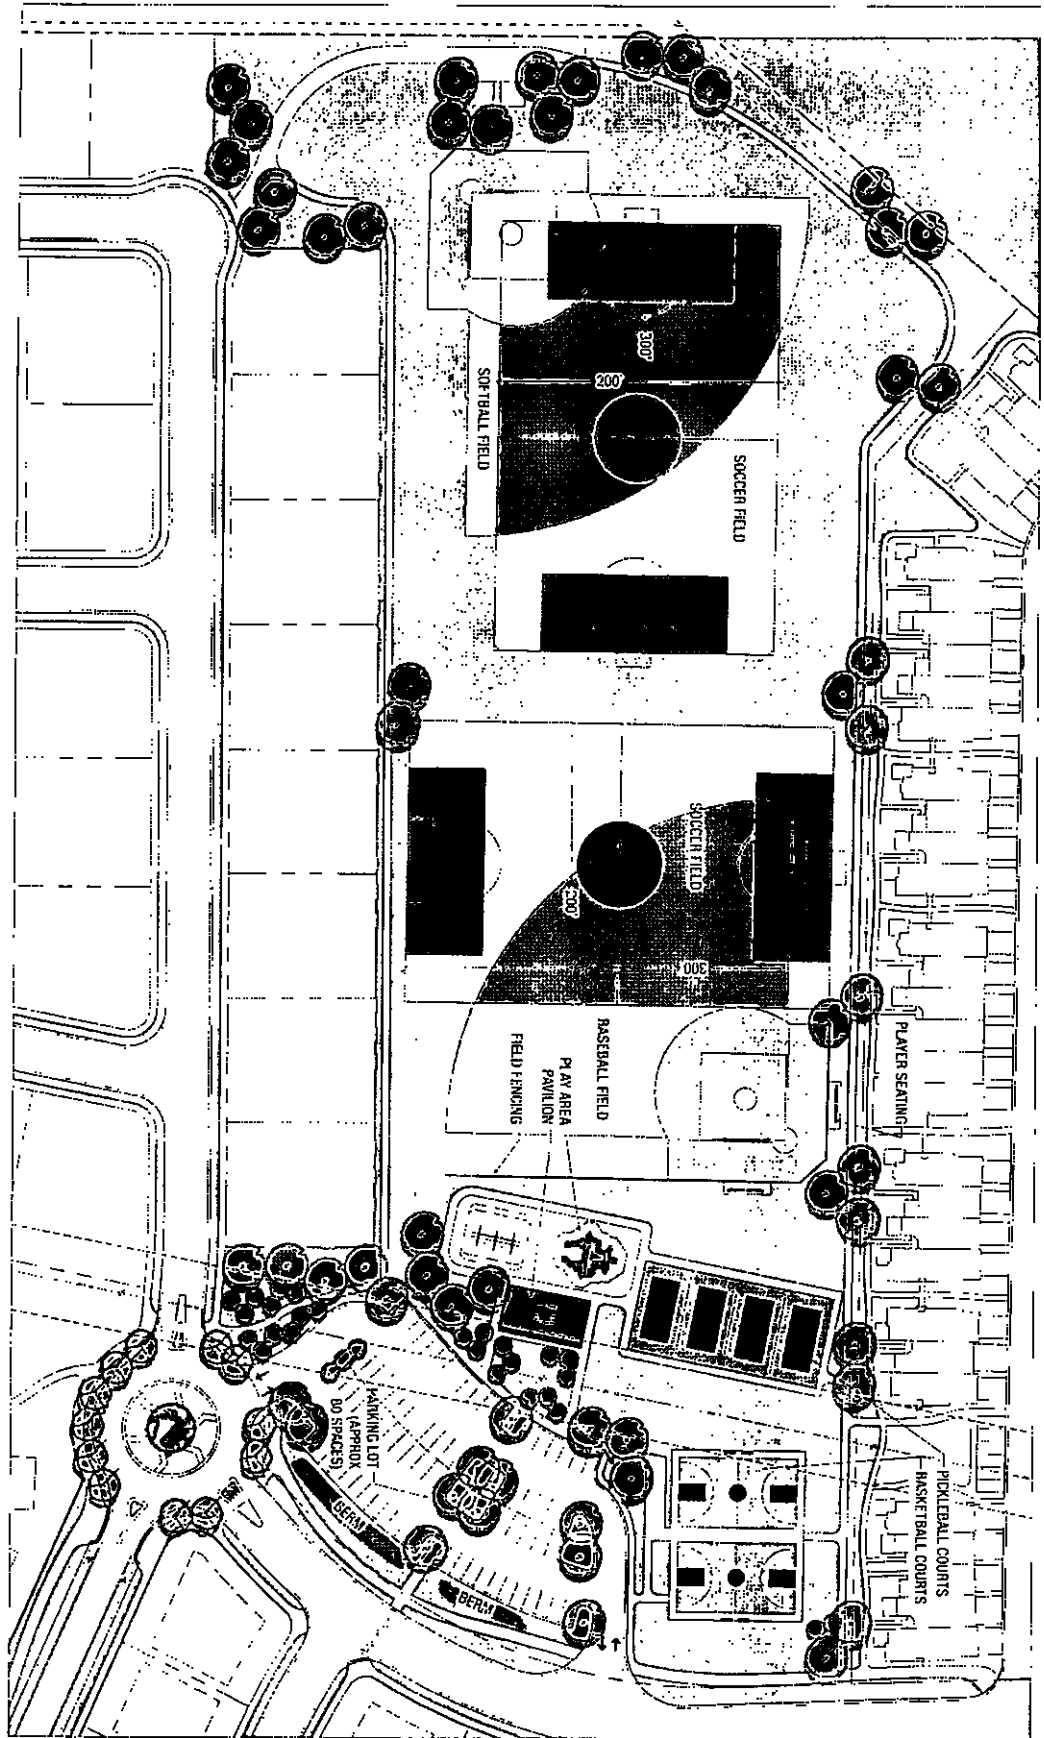 300'
200'
SOFTBALL FIELD
SOCCER FIELD
SOCCER FIELD
200'
300'
BASEBALL FIELD
PLAY AREA
PAVILION
FIELD FENCING
PLAYER SEATING
PARKING LOT
(APPROX
80 SPACES)
BERM
BERM
PICKLEBALL COURTS
BASKETBALL COURTS